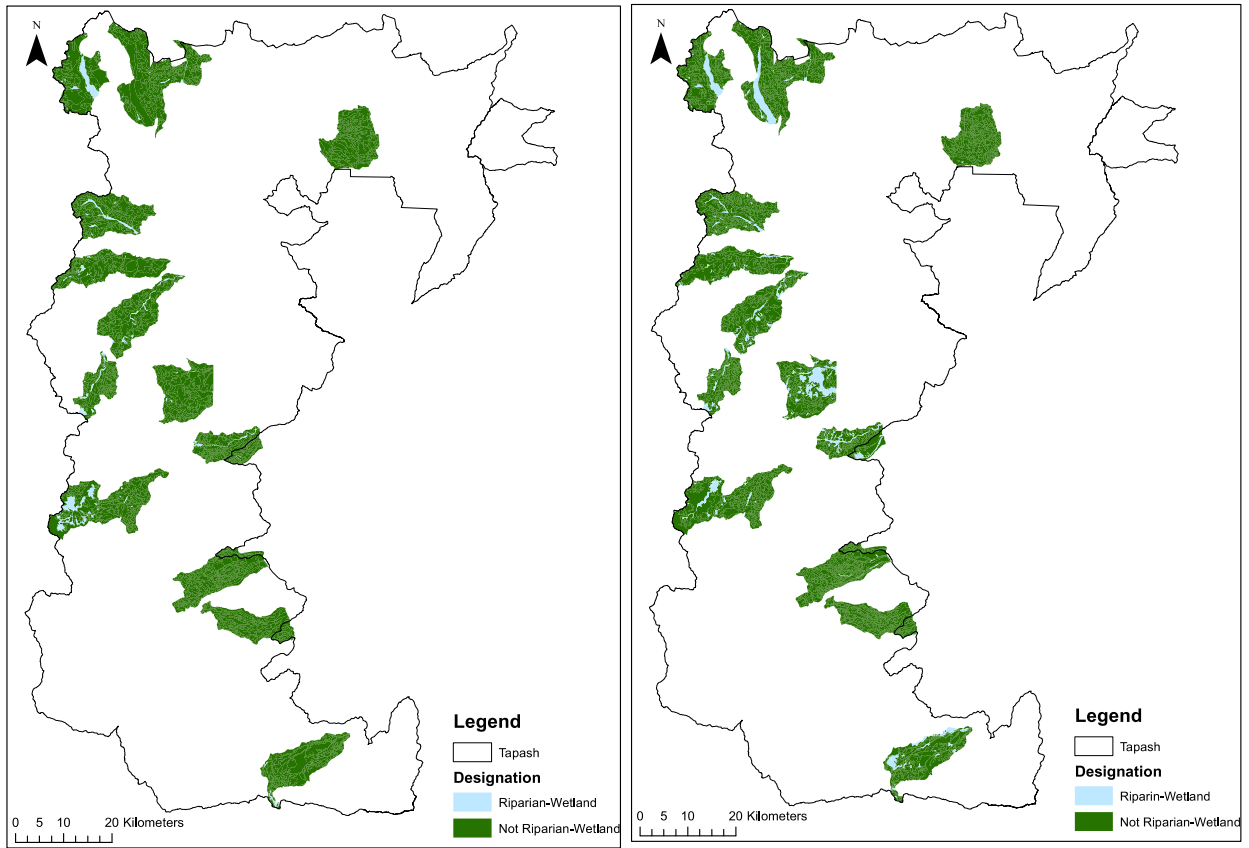 N
Legend
Tapash
Designation
Riparian-Wetland
Not Riparian-Wetland
0 5 10 20 Kilometers
N
Legend
Tapash
Designation
Riparin-Wetland
Not Riparian-Wetland
0 5 10 20 Kilometers